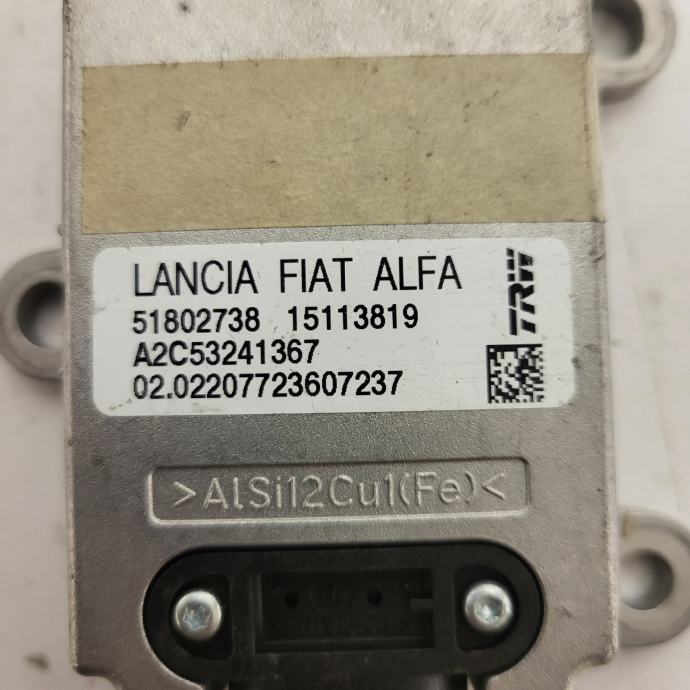 LANCIA FIAT ALFA
TRW
51802738 15113819
A2C53241367
02.02207723607237
>AlSi12Cu1(Fe)<